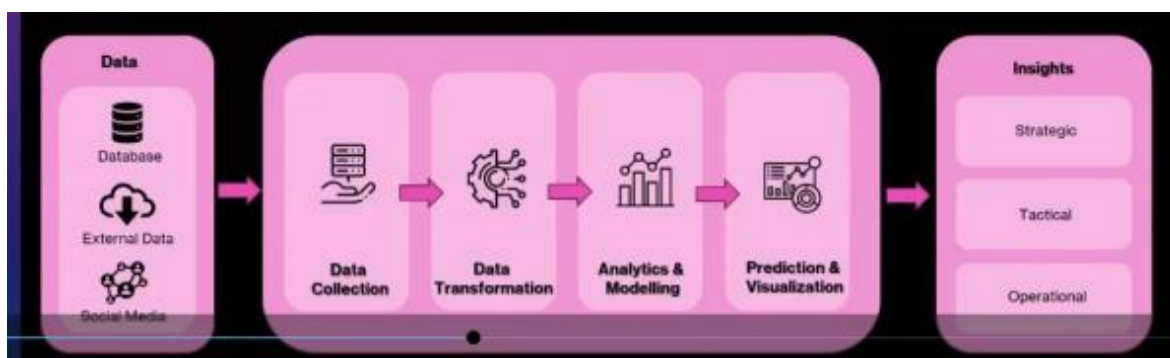 Data
Database
External Data
Social Media
Data
Collection
Data
Transformation
Analytics &
Modelling
Prediction &
Visualization
Insights
Strategic
Tactical
Operational